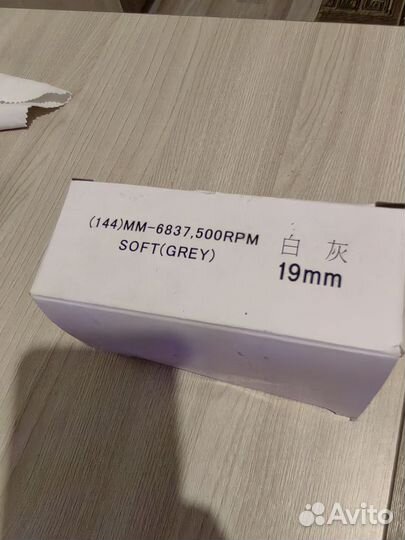 (144)MM-6837,500RPM
SOFT(GREY)
白 灰
19mm
Avito